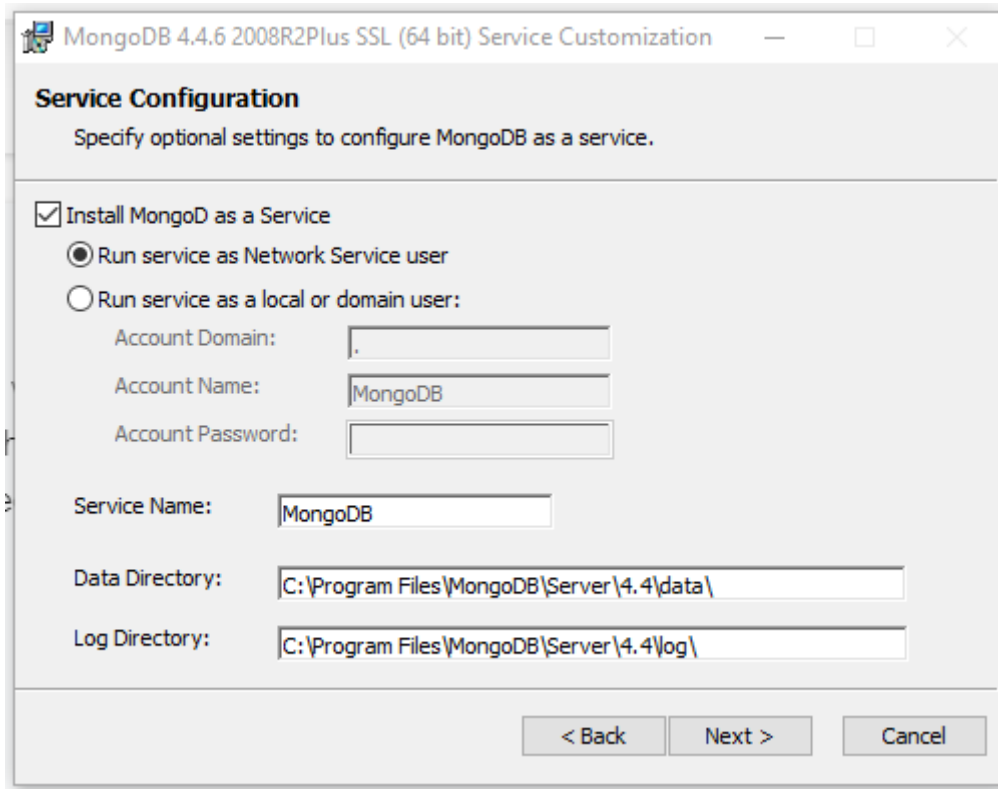 MongoDB 4.4.6 2008R2Plus SSL (64 bit) Service Customization
Service Configuration
Specify optional settings to configure MongoDB as a service.
Install MongoD as a Service
Run service as Network Service user
Run service as a local or domain user:
Account Domain: .
Account Name: MongoDB
Account Password:
Service Name: MongoDB
Data Directory: C:\Program Files\MongoDB\Server\4.4\data\
Log Directory: C:\Program Files\MongoDB\Server\4.4\log\
< Back Next > Cancel